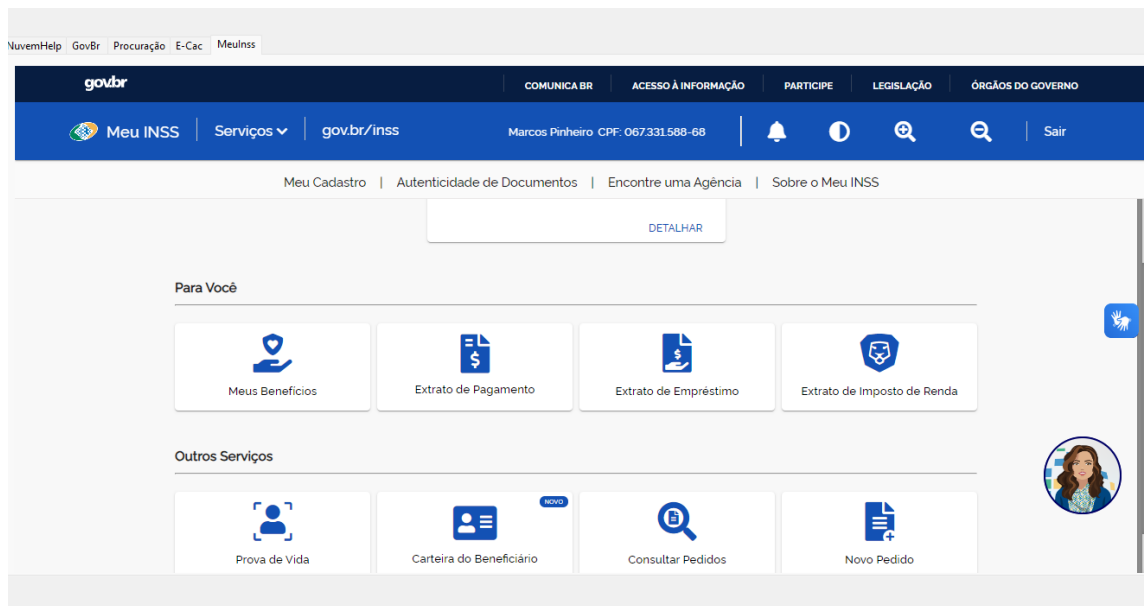 NuvemHelp GovBr Procuração E-Cac MeuInss
gov.br COMUNICA BR ACESSO À INFORMAÇÃO PARTICIPE LEGISLAÇÃO ÓRGÃOS DO GOVERNO
Meu INSS Serviços gov.br/inss Marcos Pinheiro CPF: 067.331.588-68 Sair
Meu Cadastro | Autenticidade de Documentos | Encontre uma Agência | Sobre o Meu INSS
DETALHAR
Para Você
Meus Benefícios Extrato de Pagamento Extrato de Empréstimo Extrato de Imposto de Renda
Outros Serviços
NOVO
Prova de Vida Carteira do Beneficiário Consultar Pedidos Novo Pedido